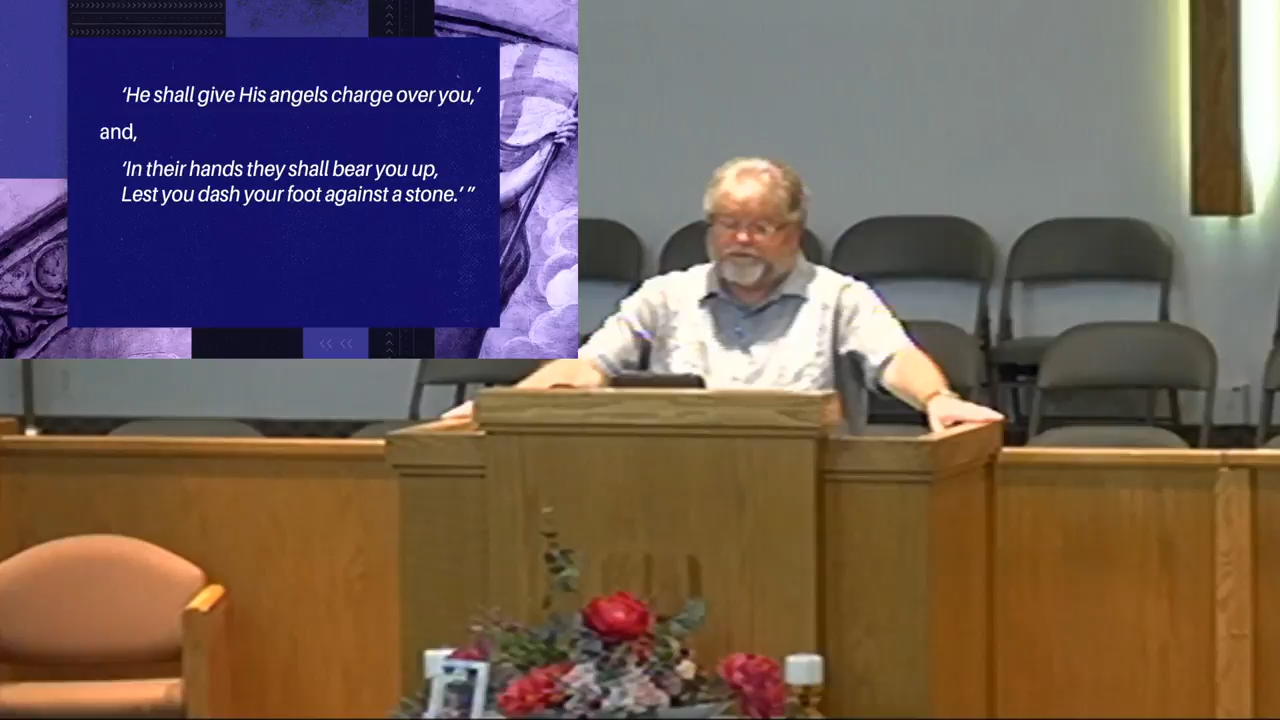 ‘He shall give His angels charge over you,’
and,
‘In their hands they shall bear you up,
Lest you dash your foot against a stone.’ ”